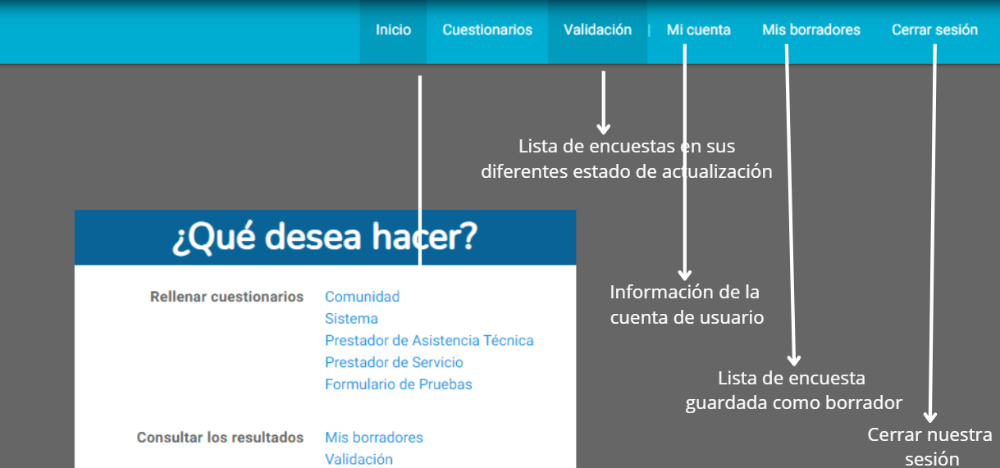 Inicio Cuestionarios Validación | Mi cuenta Mis borradores Cerrar sesión
Lista de encuestas en sus
diferentes estado de actualización
¿Qué desea hacer?
Rellenar cuestionarios Comunidad
Sistema
Prestador de Asistencia Técnica
Prestador de Servicio
Formulario de Pruebas
Consultar los resultados Mis borradores
Validación
Información de la
cuenta de usuario
Lista de encuesta
guardada como borrador
Cerrar nuestra
sesión